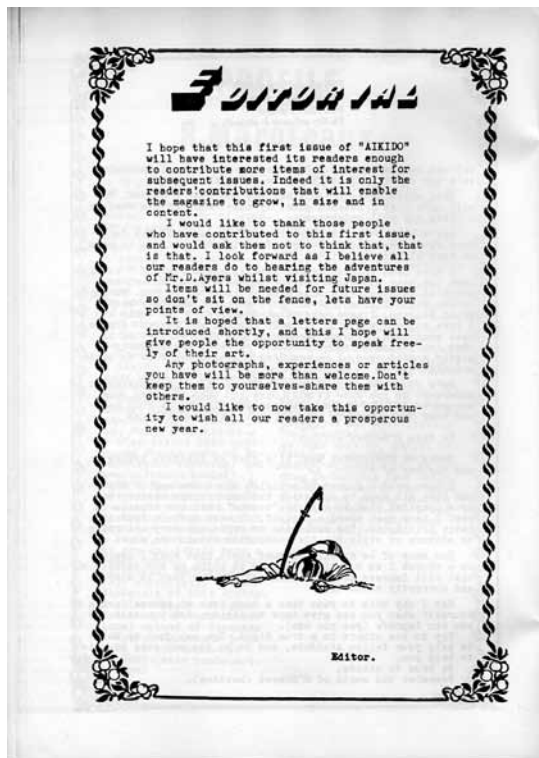 EDITORIAL
I hope that this first issue of "AIKIDO"
will have interested its readers enough
to contribute more items of interest for
subsequent issues. Indeed it is only the
readers'contributions that will enable
the magazine to grow, in size and in
content.
I would like to thank those people
who have contributed to this first issue,
and would ask them not to think that, that
is that. I look forward as I believe all
our readers do to hearing the adventures
of Mr.D.Ayers whilst visiting Japan.
Items will be needed for future issues
so don't sit on the fence, lets have your
points of view.
It is hoped that a letters page can be
introduced shortly, and this I hope will
give people the opportunity to speak free-
ly of their art.
Any photographs, experiences or articles
you have will be more than welcome.Don't
keep them to yourselves-share them with
others.
I would like to now take this opportun-
ity to wish all our readers a prosperous
new year.
Editor.